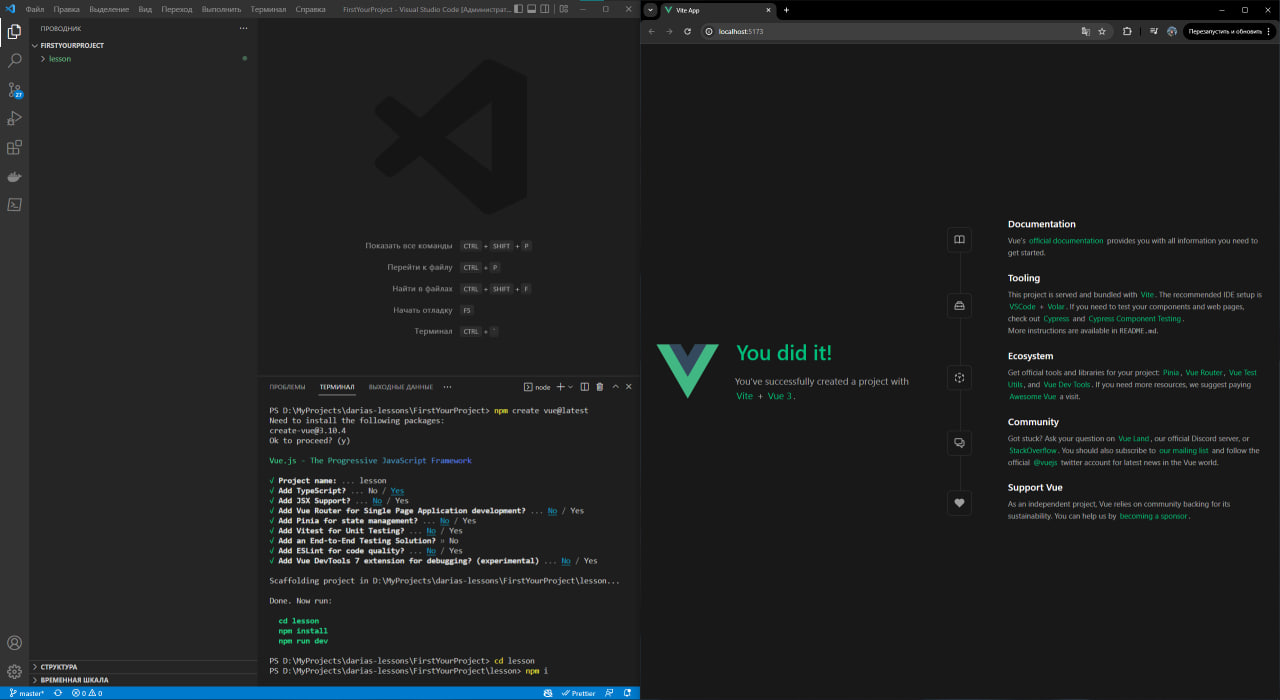 Файл Правка Выделение Вид Переход Выполнить Терминал Справка
FirstYourProject - Visual Studio Code [Администрат...
ПРОВОДНИК
FIRSTYOURPROJECT
lesson
27
Показать все команды CTRL + SHIFT + P
Перейти к файлу CTRL + P
Найти в файлах CTRL + SHIFT + F
Начать отладку F5
Терминал CTRL + `
ПРОБЛЕМЫ ТЕРМИНАЛ ВЫХОДНЫЕ ДАННЫЕ ... node
PS D:\MyProjects\darias-lessons\FirstYourProject> npm create vue@latest
Need to install the following packages:
create-vue@3.10.4
Ok to proceed? (y)
Vue.js - The Progressive JavaScript Framework
√ Project name: ... lesson
√ Add TypeScript? ... No / Yes
√ Add JSX Support? ... No / Yes
√ Add Vue Router for Single Page Application development? ... No / Yes
√ Add Pinia for state management? ... No / Yes
√ Add Vitest for Unit Testing? ... No / Yes
√ Add an End-to-End Testing Solution? » No
√ Add ESLint for code quality? ... No / Yes
√ Add Vue DevTools 7 extension for debugging? (experimental) ... No / Yes
Scaffolding project in D:\MyProjects\darias-lessons\FirstYourProject\lesson...
Done. Now run:
cd lesson
npm install
npm run dev
PS D:\MyProjects\darias-lessons\FirstYourProject> cd lesson
PS D:\MyProjects\darias-lessons\FirstYourProject\lesson> npm i
СТРУКТУРА
ВРЕМЕННАЯ ШКАЛА
master* 0 0 Prettier
Vite App
localhost:5173
Перезапустить и обновить
You did it!
You've successfully created a project with
Vite + Vue 3.
Documentation
Vue's official documentation provides you with all information you need to
get started.
Tooling
This project is served and bundled with Vite. The recommended IDE setup is
VSCode + Volar. If you need to test your components and web pages,
check out Cypress and Cypress Component Testing.
More instructions are available in README.md.
Ecosystem
Get official tools and libraries for your project: Pinia, Vue Router, Vue Test
Utils, and Vue Dev Tools. If you need more resources, we suggest paying
Awesome Vue a visit.
Community
Got stuck? Ask your question on Vue Land, our official Discord server, or
StackOverflow. You should also subscribe to our mailing list and follow the
official @vuejs twitter account for latest news in the Vue world.
Support Vue
As an independent project, Vue relies on community backing for its
sustainability. You can help us by becoming a sponsor.